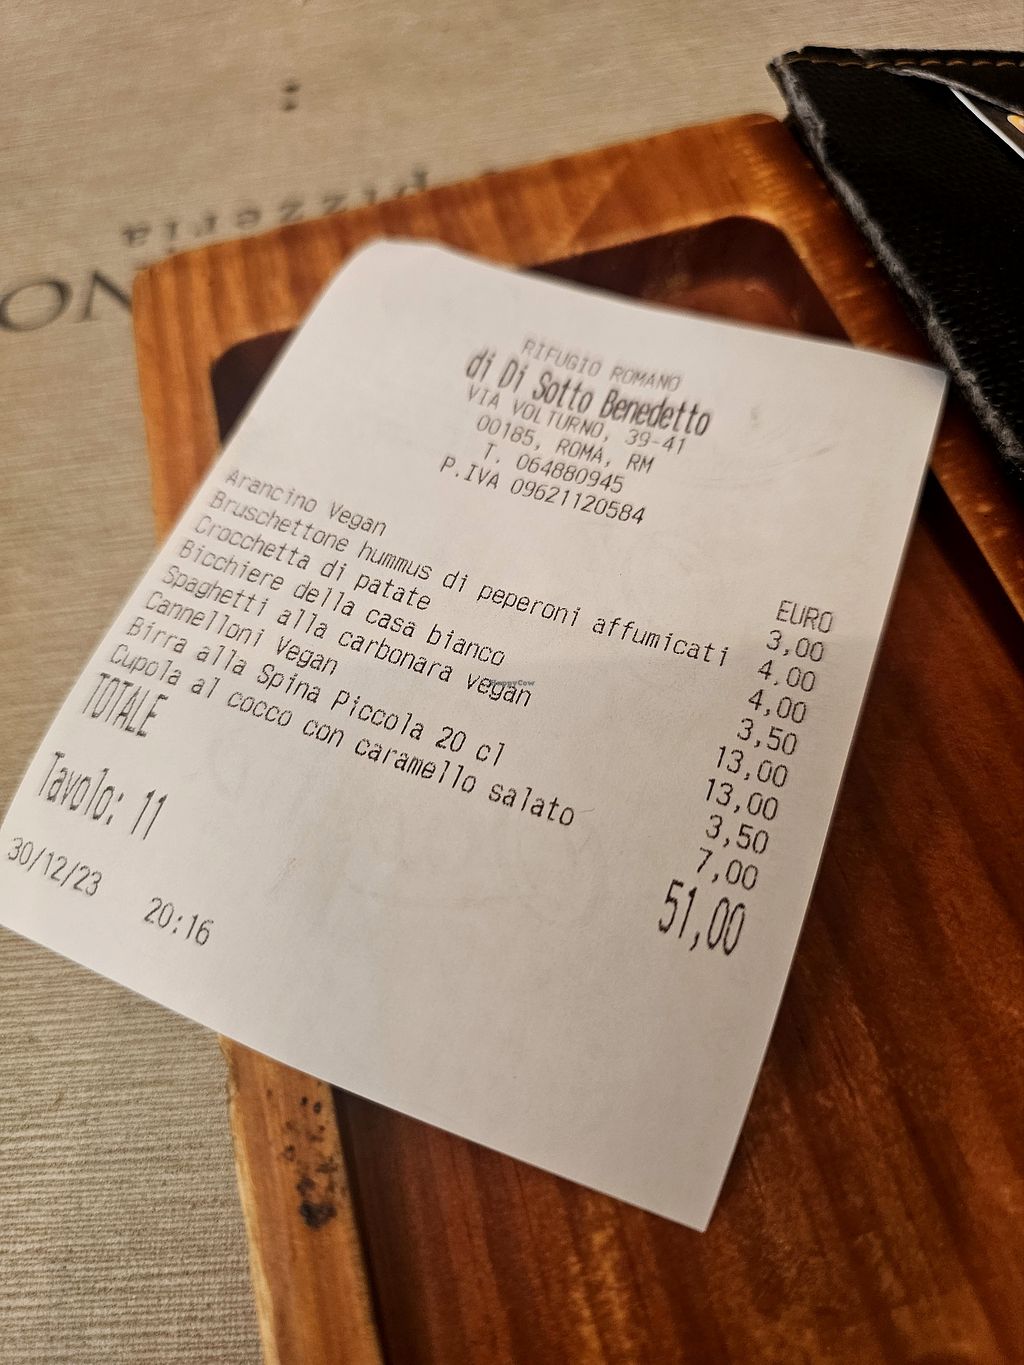 pizzeria
RIFUGIO ROMANO
di Di Sotto Benedetto
VIA VOLTURNO, 39-41
00185, ROMA, RM
T. 064880945
P.IVA 09621120584
EURO
Arancino Vegan 3,00
Bruschettone hummus di peperoni affumicati 4,00
Crocchetta di patate 4,00
Bicchiere della casa bianco 3,50
Spaghetti alla carbonara vegan 13,00
Cannelloni Vegan 13,00
Birra alla Spina Piccola 20 cl 3,50
Cupola al cocco con caramello salato 7,00
TOTALE 51,00
Tavolo: 11
30/12/23 20:16
HappyCow